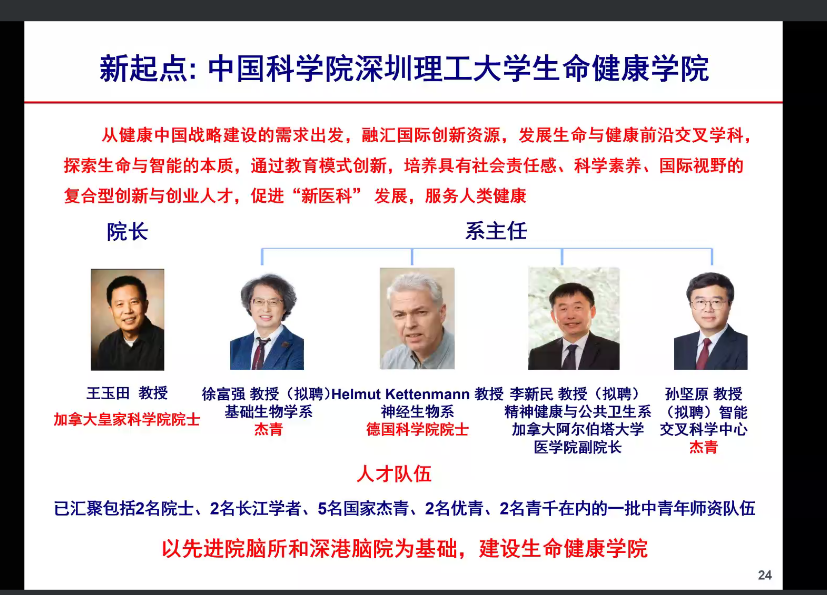 新起点: 中国科学院深圳理工大学生命健康学院
从健康中国战略建设的需求出发，融汇国际创新资源，发展生命与健康前沿交叉学科，
探索生命与智能的本质，通过教育模式创新，培养具有社会责任感、科学素养、国际视野的
复合型创新与创业人才，促进“新医科” 发展，服务人类健康
院长
系主任
王玉田 教授
加拿大皇家科学院院士
徐富强 教授（拟聘）
基础生物学系
杰青
Helmut Kettenmann 教授
神经生物系
德国科学院院士
李新民 教授（拟聘）
精神健康与公共卫生系
加拿大阿尔伯塔大学
医学院副院长
孙坚原 教授
（拟聘）智能
交叉科学中心
杰青
人才队伍
已汇聚包括2名院士、2名长江学者、5名国家杰青、2名优青、2名青千在内的一批中青年师资队伍
以先进院脑所和深港脑院为基础，建设生命健康学院
24